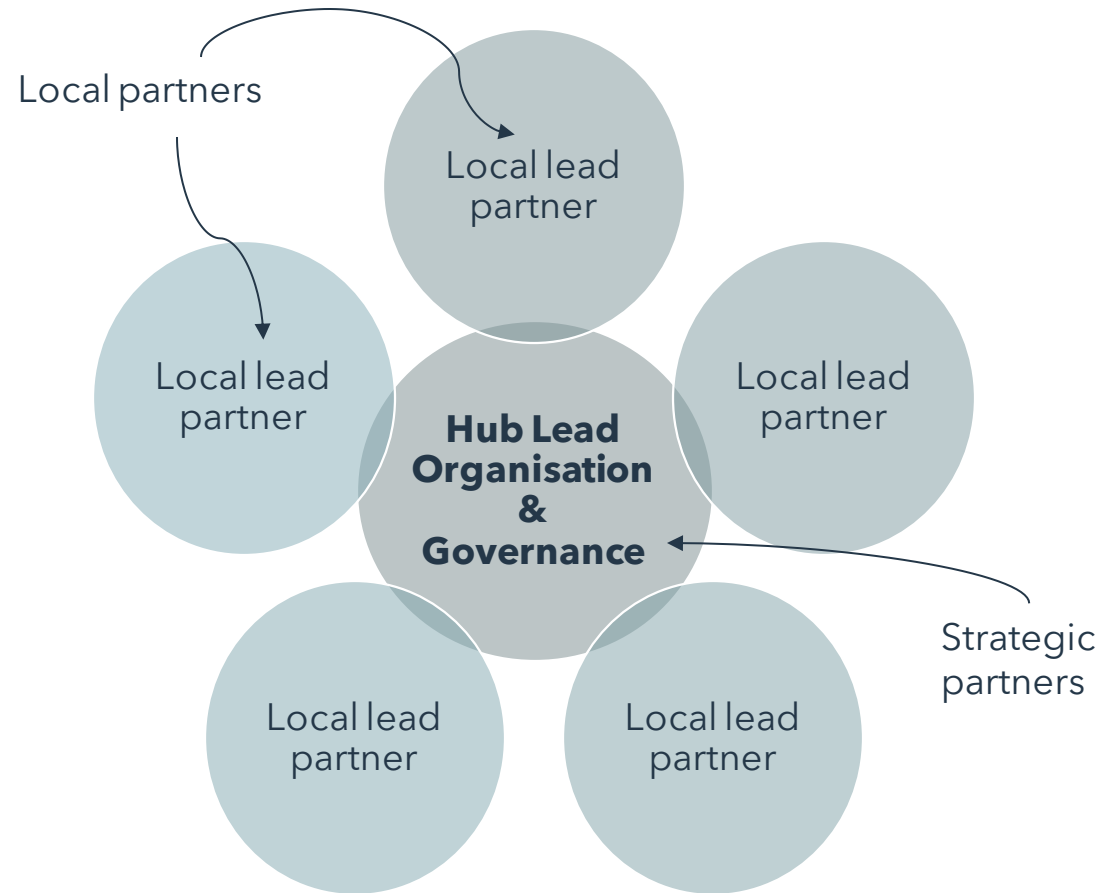 Local partners
Local lead
partner
Local lead
partner
Local lead
partner
Hub Lead
Organisation
&
Governance
Strategic
partners
Local lead
partner
Local lead
partner